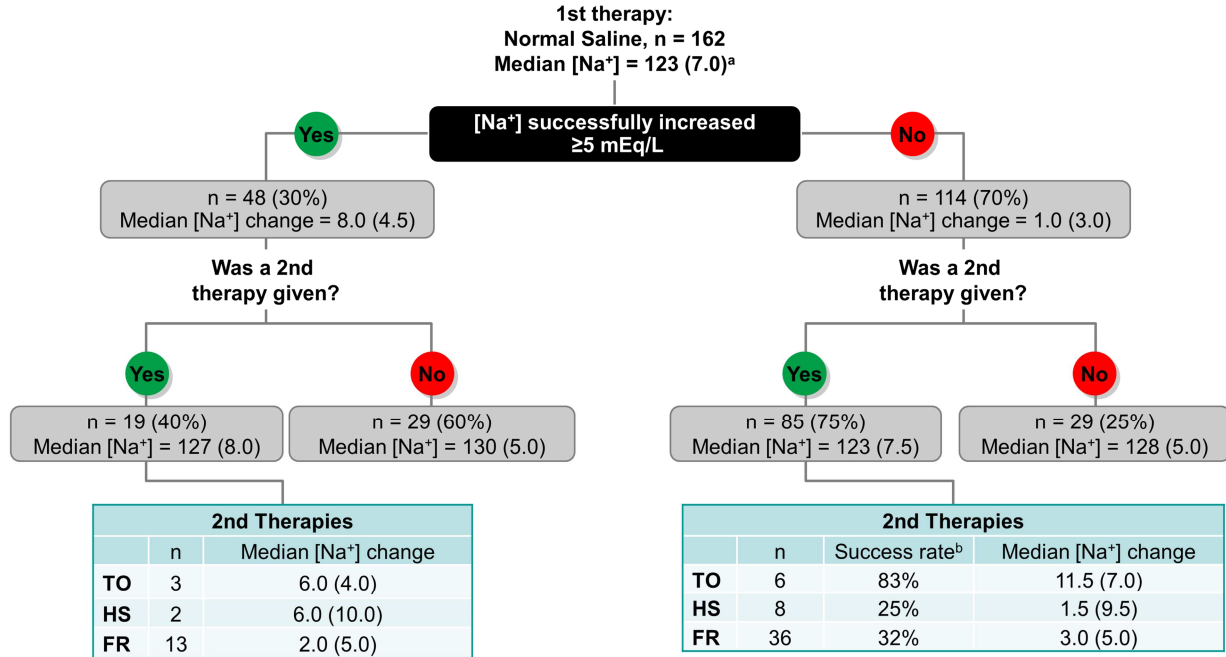 1st therapy:
Normal Saline, n = 162
Median [Na⁺] = 123 (7.0)ᵃ
[Na⁺] successfully increased
≥5 mEq/L
Yes
No
n = 48 (30%)
Median [Na⁺] change = 8.0 (4.5)
n = 114 (70%)
Median [Na⁺] change = 1.0 (3.0)
Was a 2nd
therapy given?
Was a 2nd
therapy given?
Yes
No
Yes
No
n = 19 (40%)
Median [Na⁺] = 127 (8.0)
n = 29 (60%)
Median [Na⁺] = 130 (5.0)
n = 85 (75%)
Median [Na⁺] = 123 (7.5)
n = 29 (25%)
Median [Na⁺] = 128 (5.0)
2nd Therapies
n Median [Na⁺] change
TO 3 6.0 (4.0)
HS 2 6.0 (10.0)
FR 13 2.0 (5.0)
2nd Therapies
n Success rateᵇ Median [Na⁺] change
TO 6 83% 11.5 (7.0)
HS 8 25% 1.5 (9.5)
FR 36 32% 3.0 (5.0)